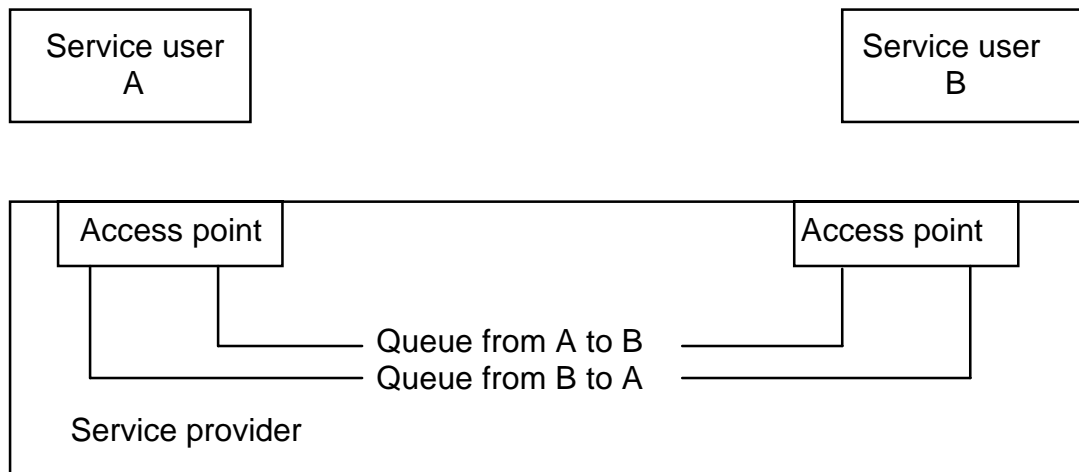 Service user
A
Service user
B
Access point
Access point
Queue from A to B
Queue from B to A
Service provider